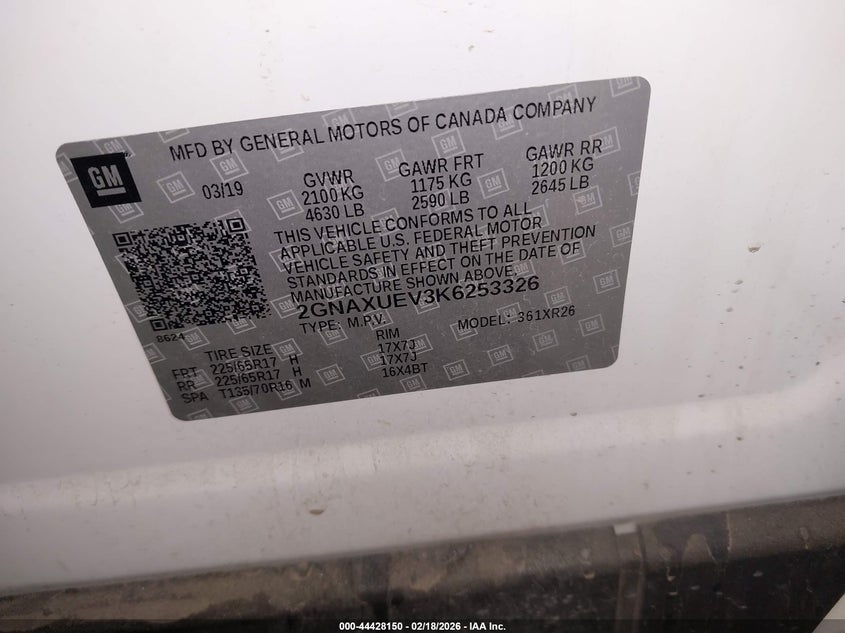 MFD BY GENERAL MOTORS OF CANADA COMPANY
GM
03/19
GVWR GAWR FRT GAWR RR
2100 KG 1175 KG 1200 KG
4630 LB 2590 LB 2645 LB
THIS VEHICLE CONFORMS TO ALL
APPLICABLE U.S. FEDERAL MOTOR
VEHICLE SAFETY AND THEFT PREVENTION
STANDARDS IN EFFECT ON THE DATE OF
MANUFACTURE SHOWN ABOVE.
2GNAXUEV3K6253326
TYPE: M.P.V. MODEL: 361XR26
8624
TIRE SIZE RIM
FRT 225/65R17 H 17X7J
RR 225/65R17 H 17X7J
SPA T135/70R16 M 16X4BT
000-44428150 - 02/18/2026 - IAA Inc.